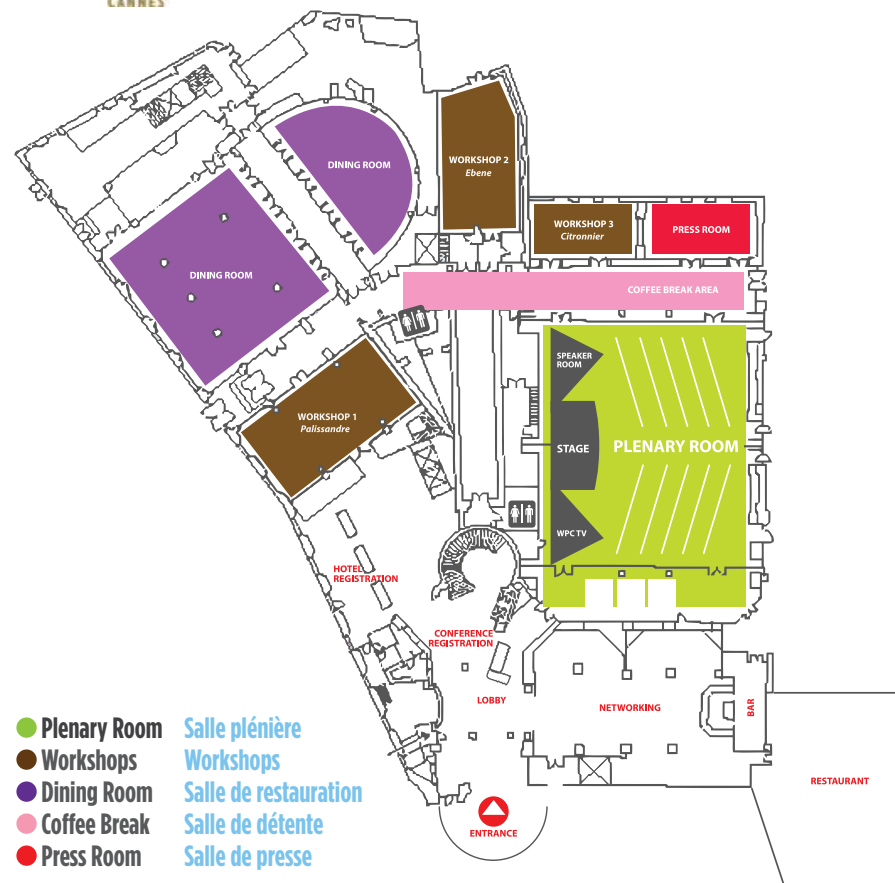 CANNES
DINING ROOM
WORKSHOP 2
Ebene
WORKSHOP 3
Citronnier
PRESS ROOM
DINING ROOM
COFFEE BREAK AREA
SPEAKER
ROOM
WORKSHOP 1
Palissandre
STAGE
PLENARY ROOM
WPC TV
HOTEL
REGISTRATION
CONFERENCE
REGISTRATION
LOBBY
NETWORKING
BAR
RESTAURANT
ENTRANCE
Plenary Room Salle plénière
Workshops Workshops
Dining Room Salle de restauration
Coffee Break Salle de détente
Press Room Salle de presse